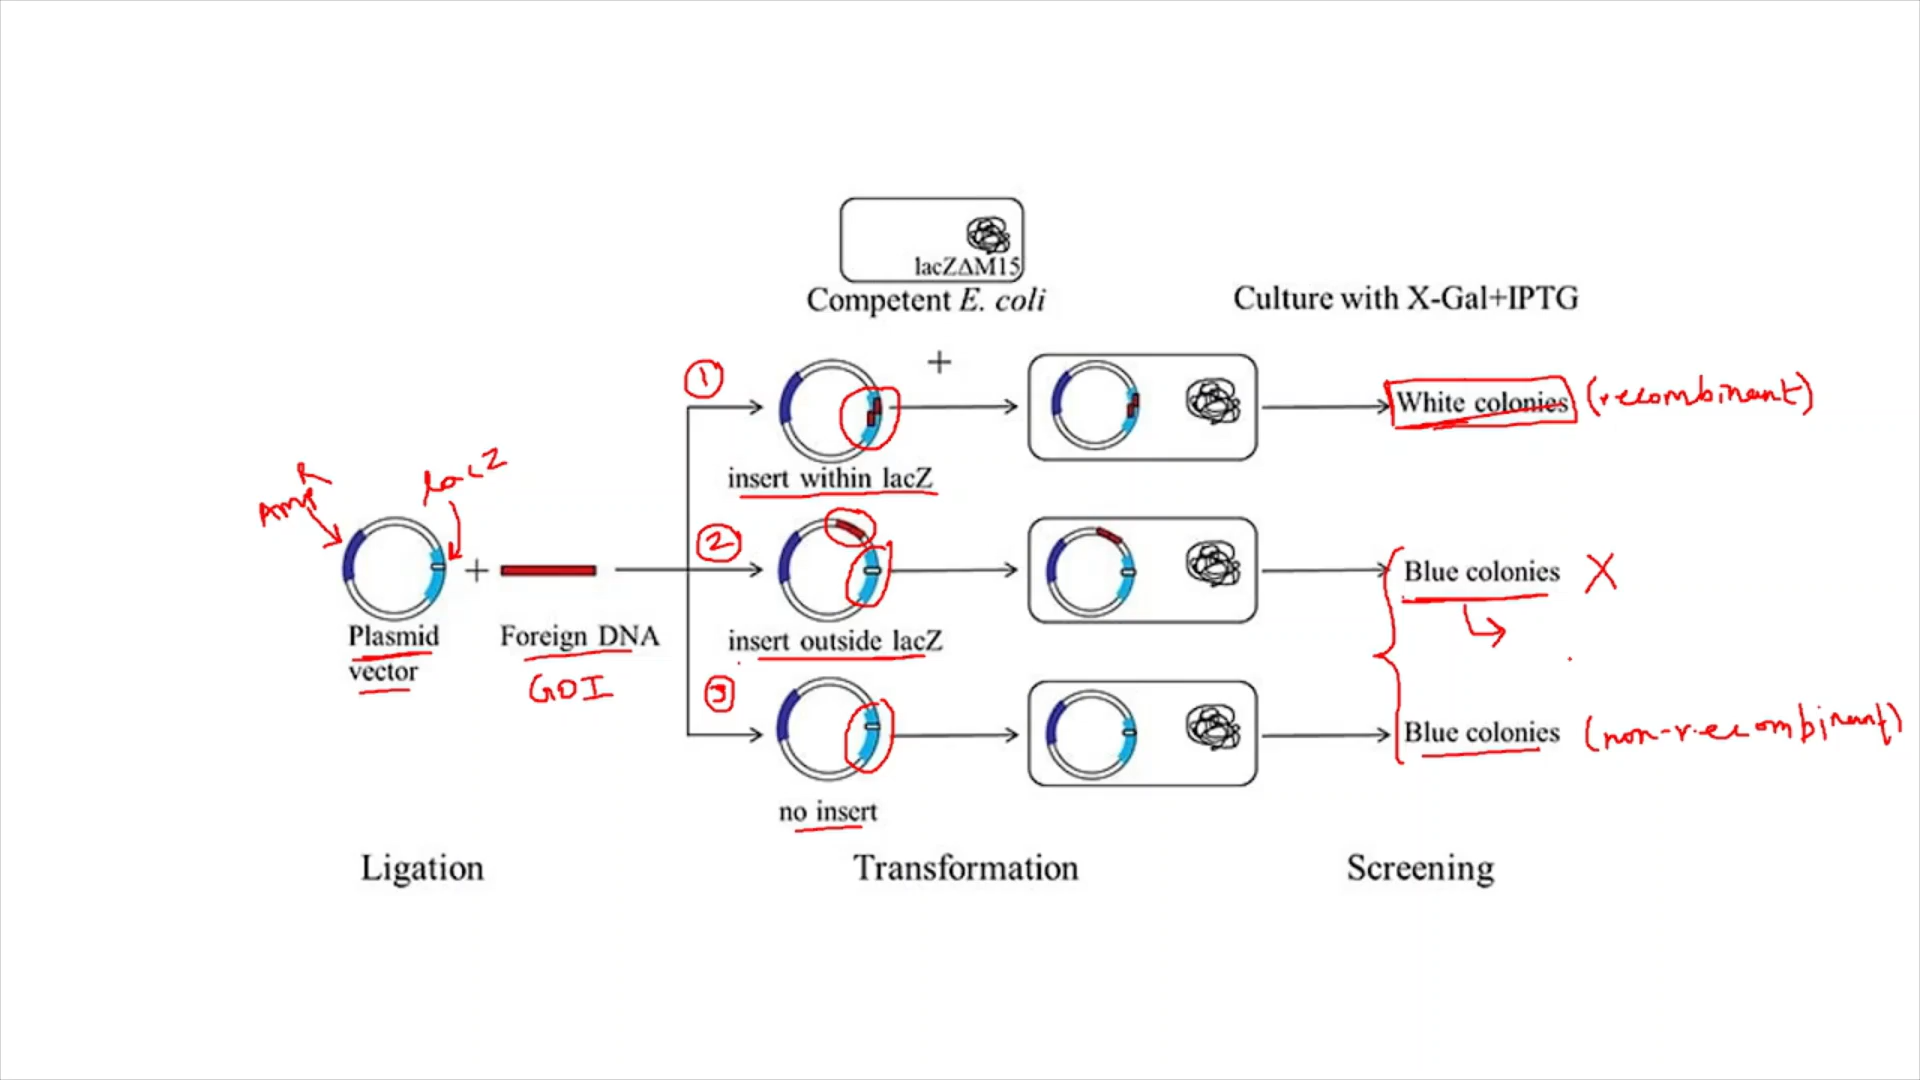 lacZΔM15
Competent E. coli
Culture with X-Gal+IPTG
+
1
White colonies (recombinant)
insert within lacZ
Amp R
lacZ
2
+
Blue colonies X
Plasmid
vector
Foreign DNA
GOI
insert outside lacZ
3
Blue colonies (non-recombinant)
no insert
Ligation
Transformation
Screening